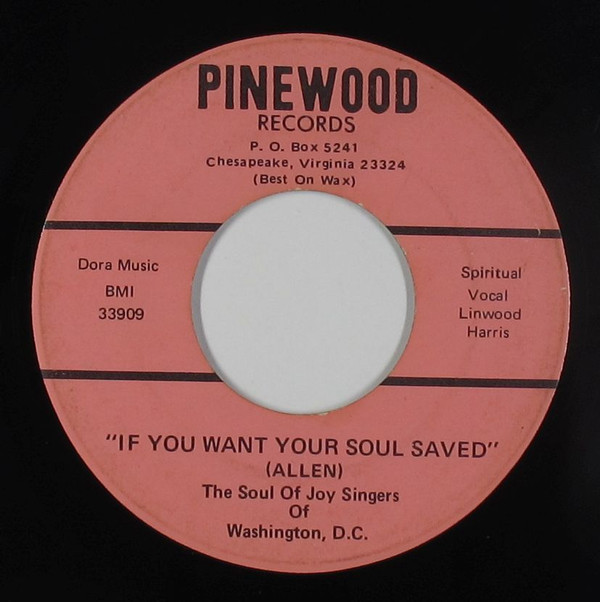 PINEWOOD
RECORDS
P. O. Box 5241
Chesapeake, Virginia 23324
(Best On Wax)
Dora Music
BMI
33909
Spiritual
Vocal
Linwood
Harris
"IF YOU WANT YOUR SOUL SAVED"
(ALLEN)
The Soul Of Joy Singers
Of
Washington, D.C.